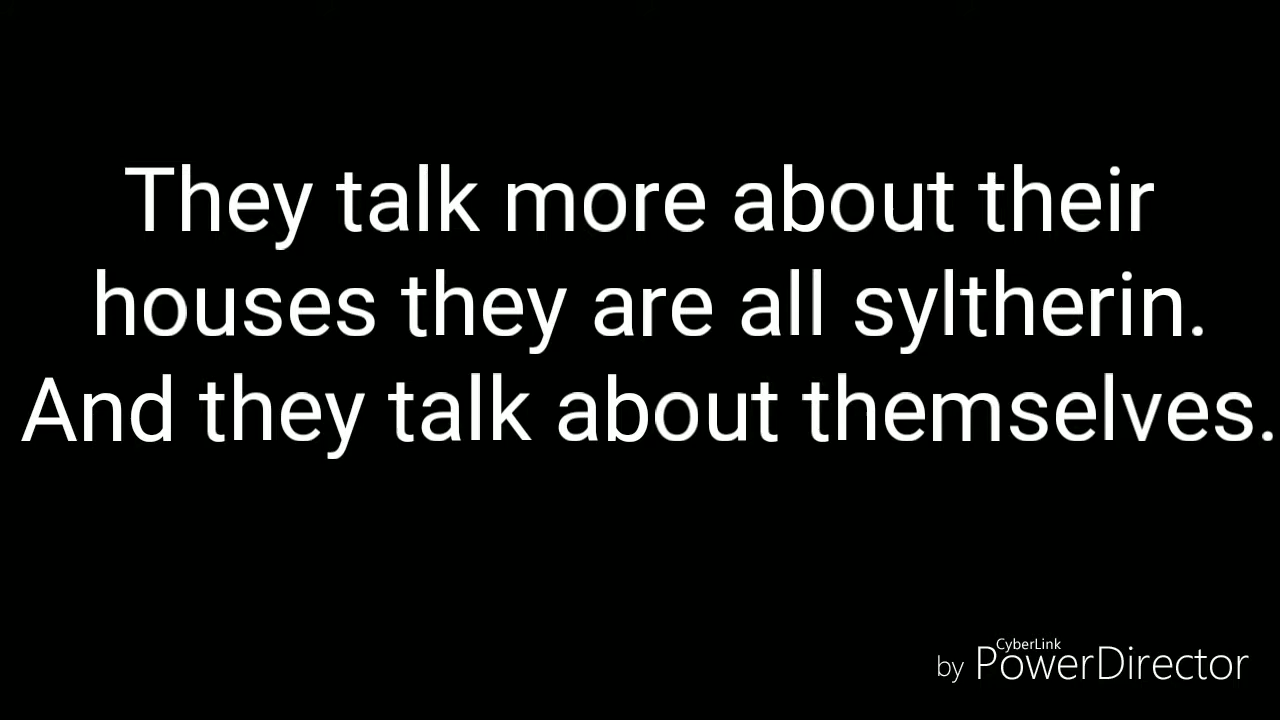 They talk more about their
houses they are all syltherin.
And they talk about themselves.
CyberLink
by PowerDirector